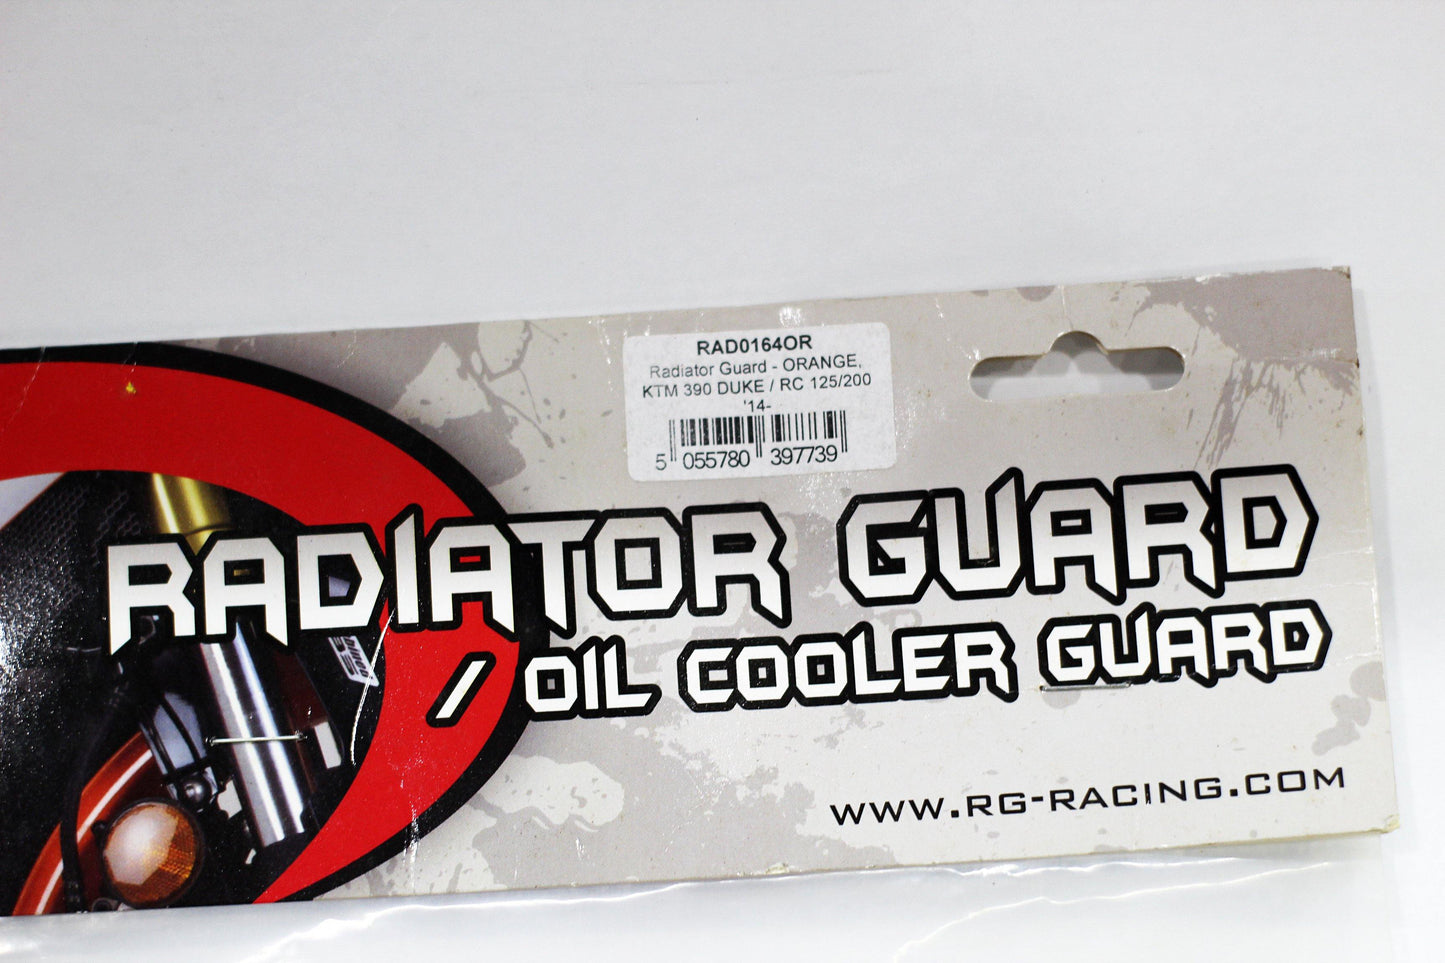 RAD0164OR
Radiator Guard - ORANGE,
KTM 390 DUKE / RC 125/200
'14-
5 055780 397739
RADIATOR GUARD
/ OIL COOLER GUARD
WWW.RG-RACING.COM